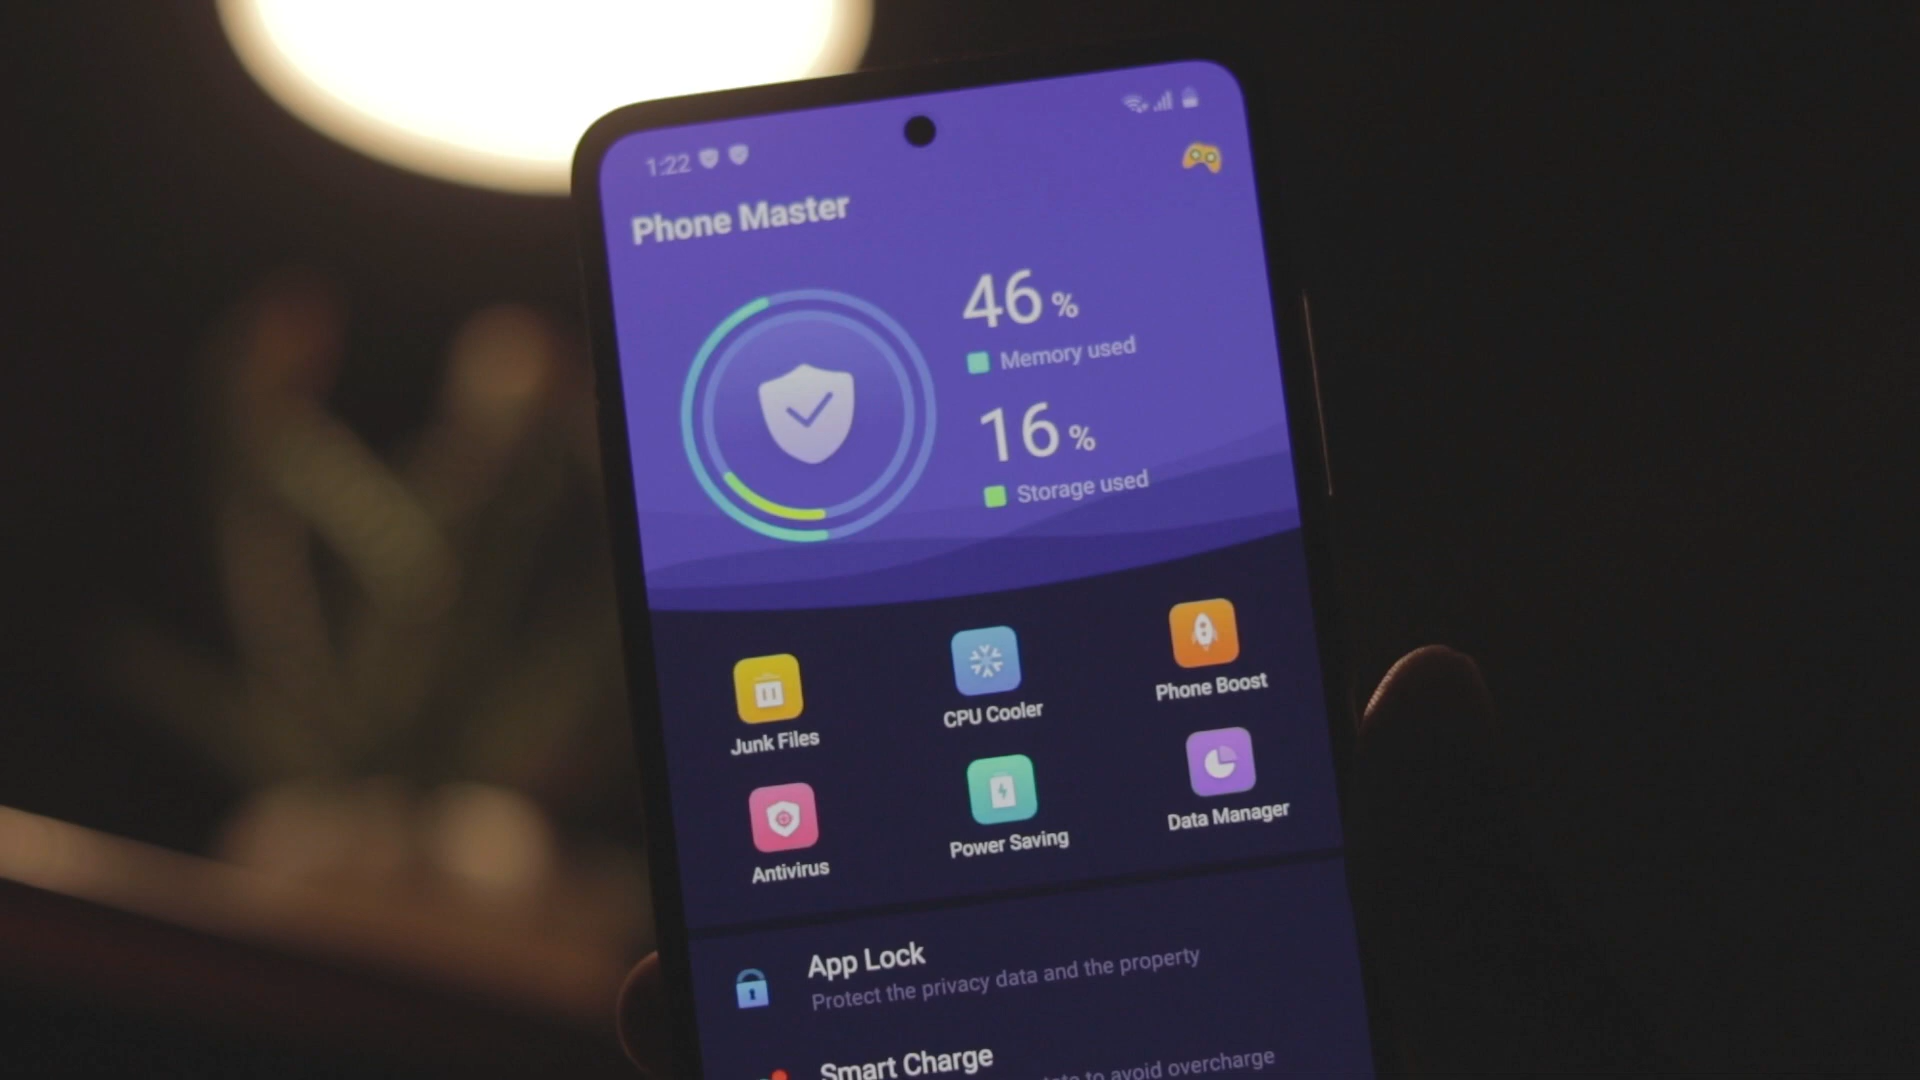 1:22
Phone Master
46 %
Memory used
16 %
Storage used
Junk Files
CPU Cooler
Phone Boost
Antivirus
Power Saving
Data Manager
App Lock
Protect the privacy data and the property
Smart Charge
to avoid overcharge